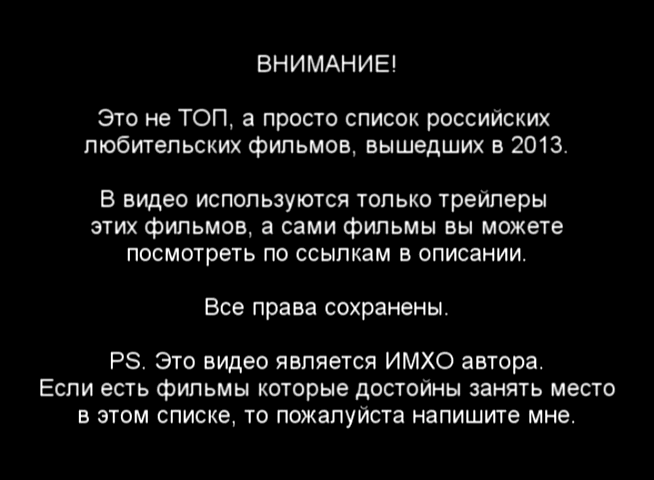 ВНИМАНИЕ!
Это не ТОП, а просто список российских
любительских фильмов, вышедших в 2013.
В видео используются только трейлеры
этих фильмов, а сами фильмы вы можете
посмотреть по ссылкам в описании.
Все права сохранены.
PS. Это видео является ИМХО автора.
Если есть фильмы которые достойны занять место
в этом списке, то пожалуйста напишите мне.